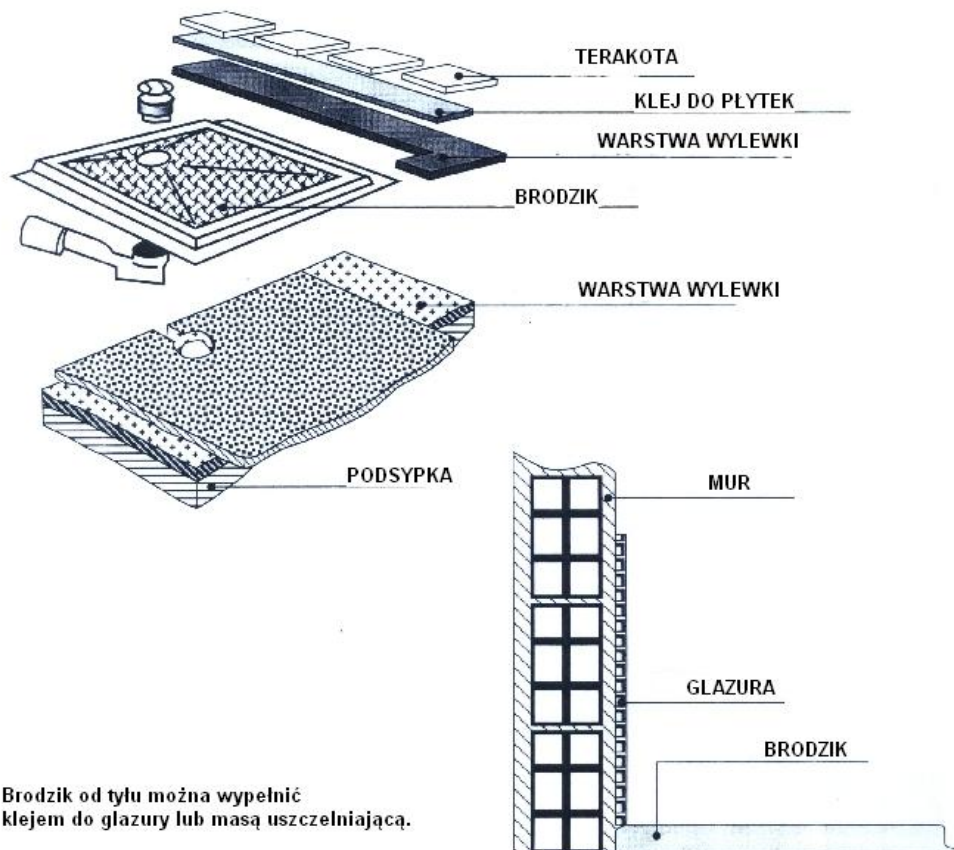 TERAKOTA
KLEJ DO PŁYTEK
WARSTWA WYLEWKI
BRODZIK
WARSTWA WYLEWKI
PODSYPKA
MUR
GLAZURA
BRODZIK
Brodzik od tyłu można wypełnić
klejem do glazury lub masą uszczelniającą.